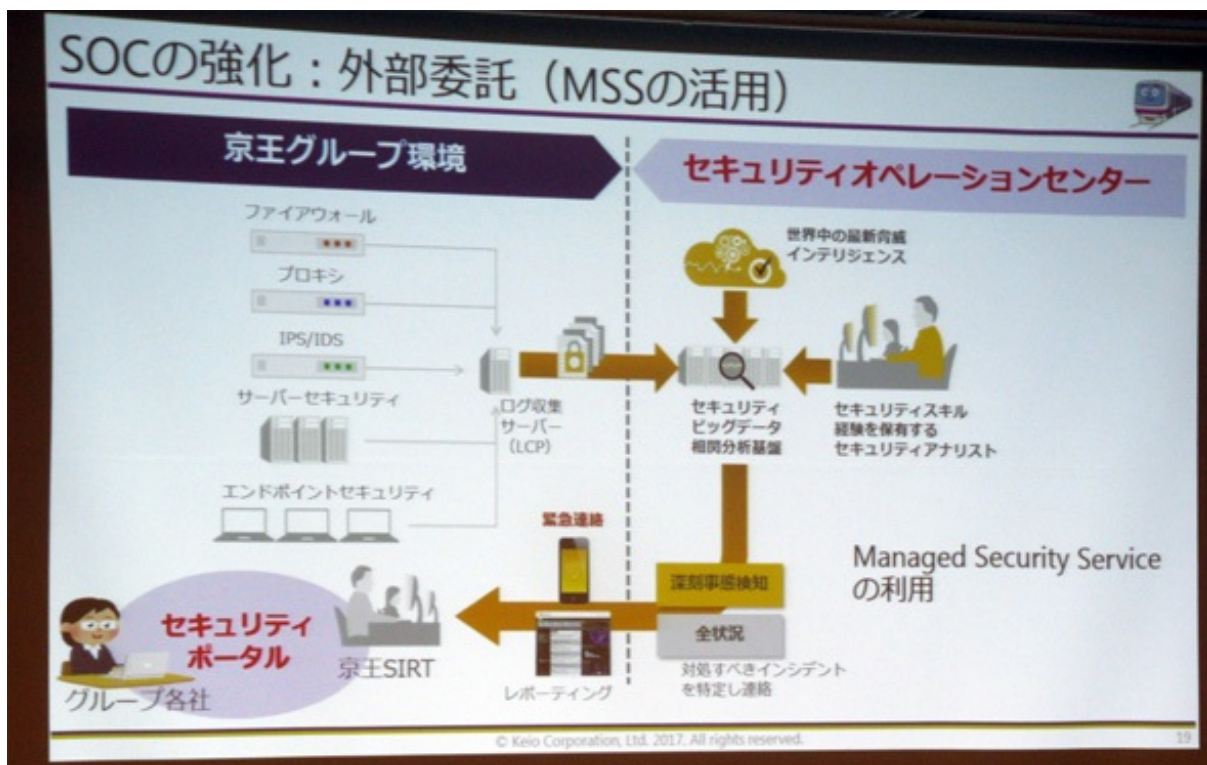 SOCの強化：外部委託（MSSの活用）
京王グループ環境
セキュリティオペレーションセンター
ファイアウォール
プロキシ
IPS/IDS
サーバーセキュリティ
エンドポイントセキュリティ
ログ収集
サーバー
（LCP）
世界中の最新脅威
インテリジェンス
セキュリティ
ビッグデータ
相関分析基盤
セキュリティスキル
経験を保有する
セキュリティアナリスト
緊急連絡
深刻事態検知
全状況
対処すべきインシデント
を特定し連絡
Managed Security Service
の利用
セキュリティ
ポータル
京王SIRT
グループ各社
レポーティング
© Keio Corporation, Ltd. 2017. All rights reserved.
19